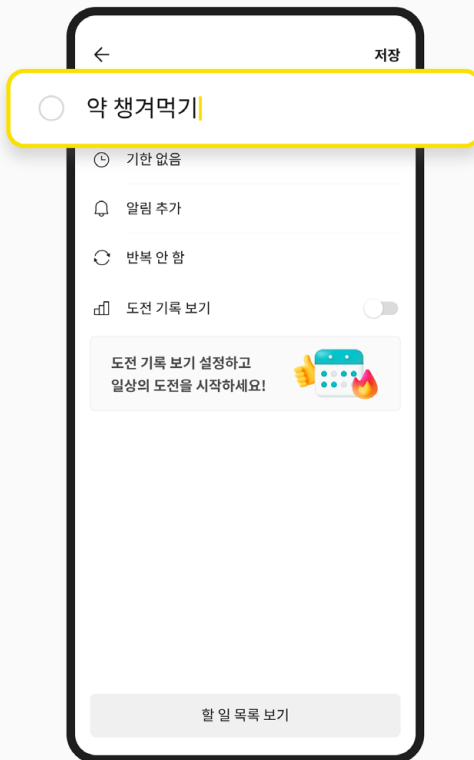 저장
약 챙겨먹기
기한 없음
알림 추가
반복 안 함
도전 기록 보기
도전 기록 보기 설정하고
일상의 도전을 시작하세요!
할 일 목록 보기